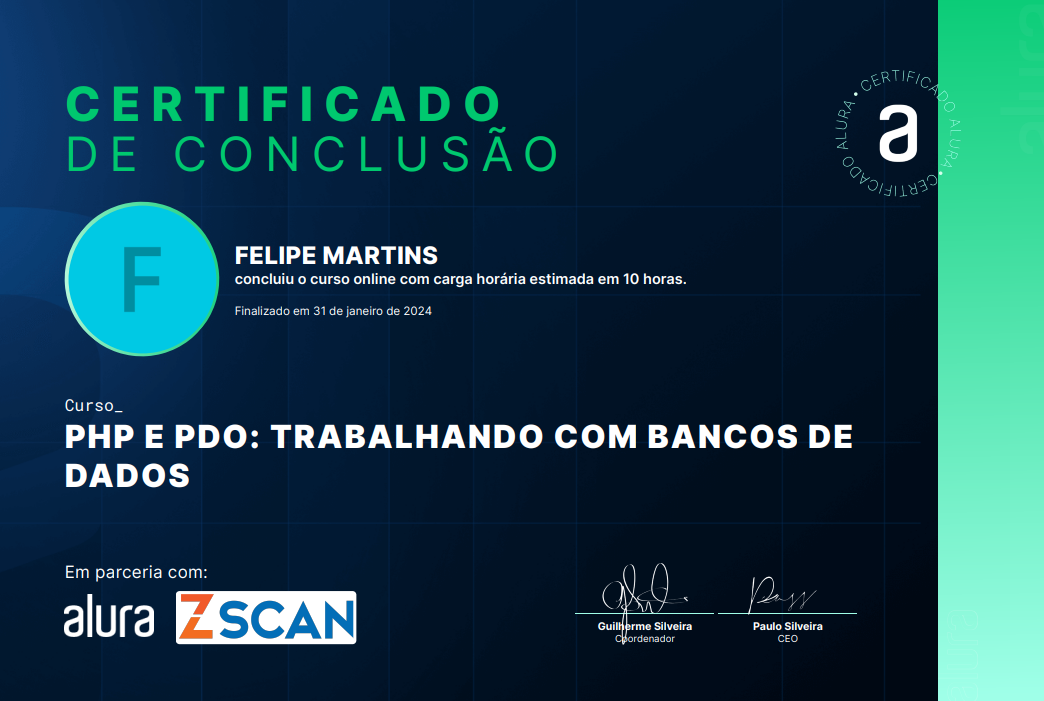 CERTIFICADO
DE CONCLUSÃO
CERTIFICADO ALURA • CERTIFICADO ALURA •
a
F
FELIPE MARTINS
concluiu o curso online com carga horária estimada em 10 horas.
Finalizado em 31 de janeiro de 2024
Curso_
PHP E PDO: TRABALHANDO COM BANCOS DE
DADOS
Em parceria com:
alura
ZSCAN
Guilherme Silveira
Coordenador
Paulo Silveira
CEO